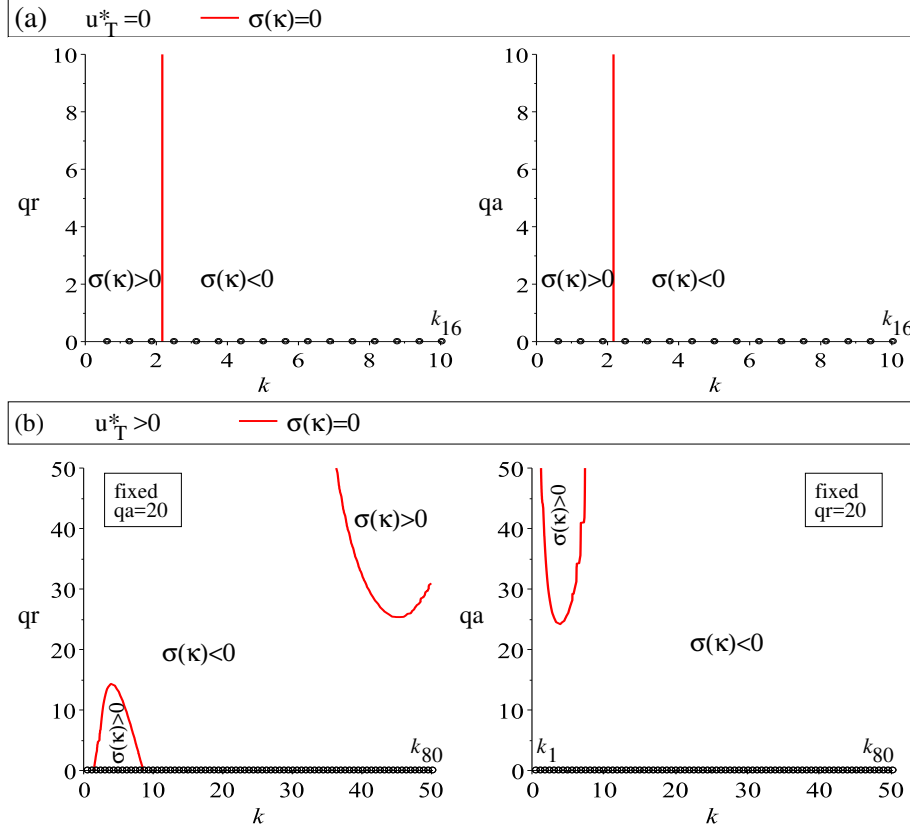 (a) u*T =0 σ(κ)=0
10 10
8 8
6 6
qr qa
4 4
2 σ(κ)>0 σ(κ)<0 2 σ(κ)>0 σ(κ)<0
k16 k16
0 0
0 2 4 6 8 10 0 2 4 6 8 10
k k
(b) u*T >0 σ(κ)=0
50 50
fixed qa=20
fixed qr=20
σ(κ)>0 σ(κ)>0
40 40
30 30
qr qa
20 σ(κ)<0 20 σ(κ)<0
10 σ(κ)>0 10
k80 k1 k80
0 0
0 10 20 30 40 50 0 10 20 30 40 50
k k